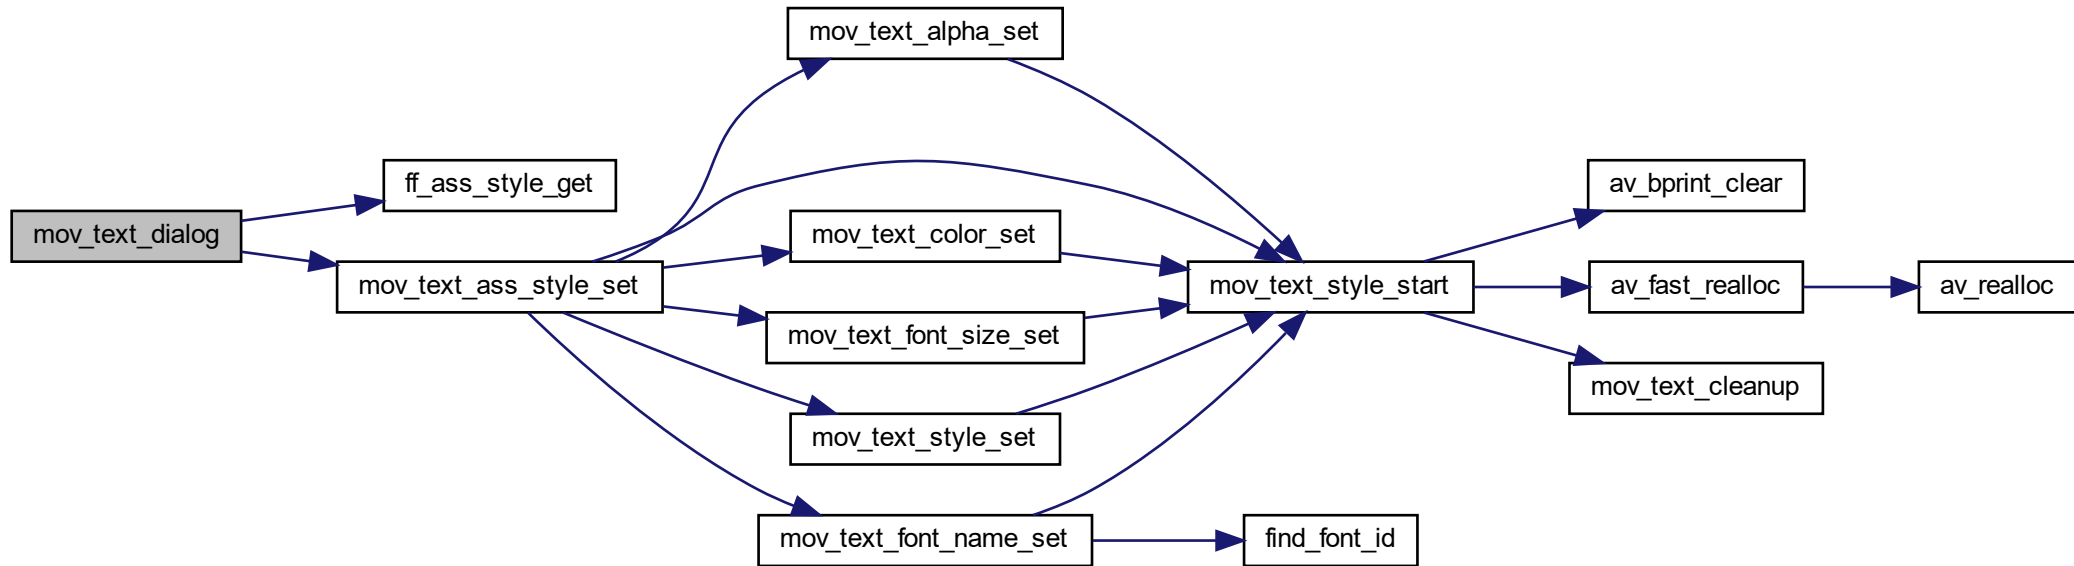 mov_text_alpha_set
ff_ass_style_get
av_bprint_clear
mov_text_dialog
mov_text_color_set
mov_text_ass_style_set
mov_text_style_start
av_fast_realloc
av_realloc
mov_text_font_size_set
mov_text_cleanup
mov_text_style_set
mov_text_font_name_set
find_font_id